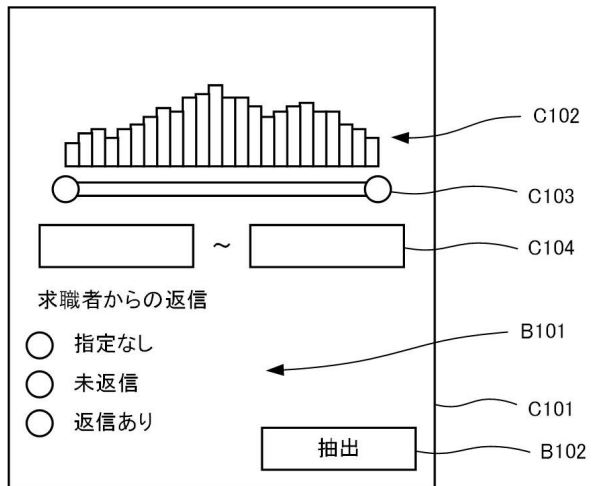 C102
C103
～
C104
求職者からの返信
B101
指定なし
未返信
C101
返信あり
抽出
B102